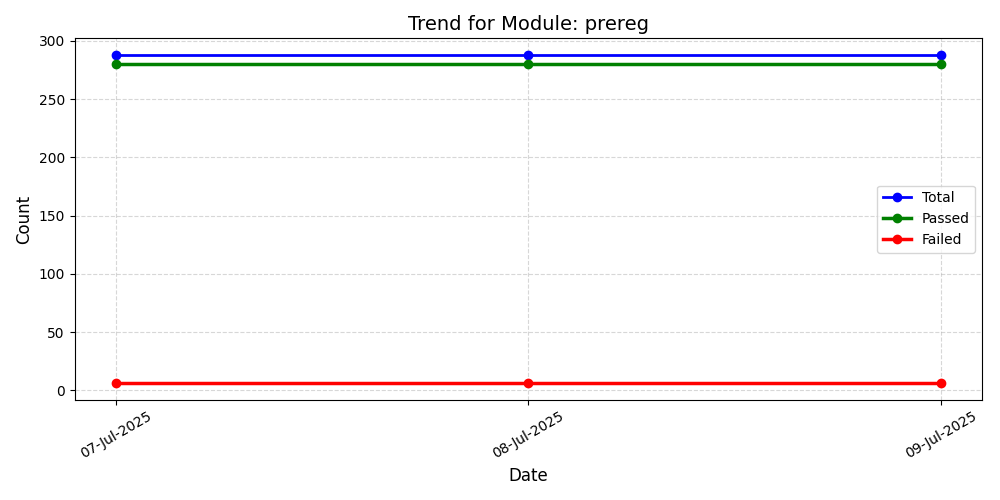 Trend for Module: prereg
Count
300
250
200
150
100
50
0
Total
Passed
Failed
07-Jul-2025
08-Jul-2025
09-Jul-2025
Date